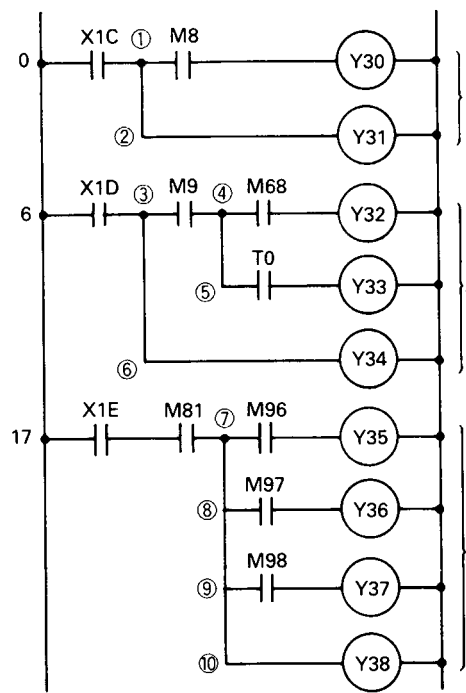 X1C ① M8
0 Y30
② Y31
X1D ③ M9 ④ M68
6 Y32
T0
⑤ Y33
⑥ Y34
X1E M81 ⑦ M96
17 Y35
M97
⑧ Y36
M98
⑨ Y37
⑩ Y38